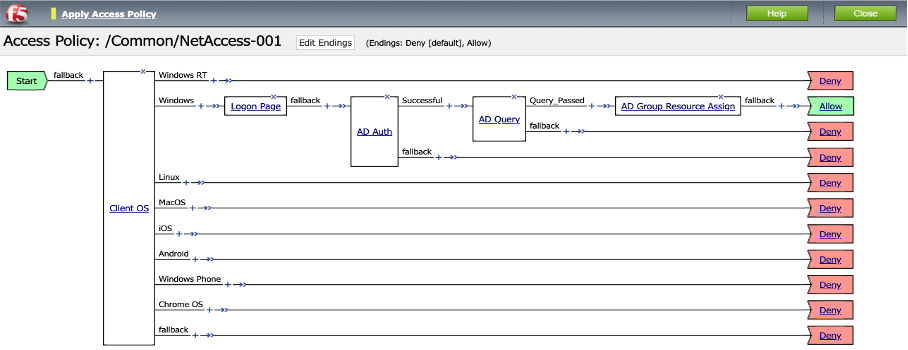 f5 Apply Access Policy Help Close
Access Policy: /Common/NetAccess-001 Edit Endings (Endings: Deny [default], Allow)
Start fallback + Windows RT + Deny
Windows + Logon Page fallback + AD Auth Successful + AD Query Query_Passed + AD Group Resource Assign fallback + Allow
fallback + Deny
fallback + Deny
Linux + Deny
Client OS MacOS + Deny
iOS + Deny
Android + Deny
Windows Phone + Deny
Chrome OS + Deny
fallback + Deny